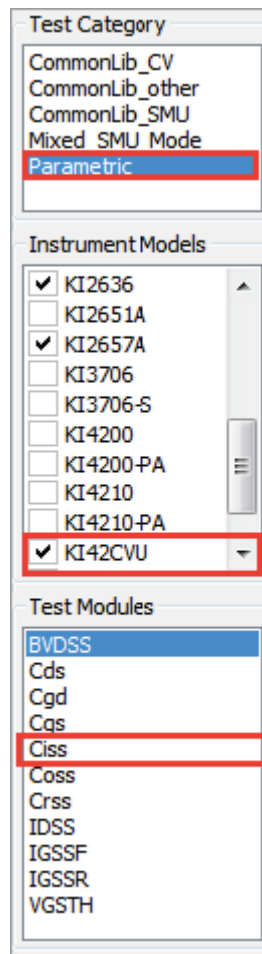 Test Category
CommonLib_CV
CommonLib_other
CommonLib_SMU
Mixed_SMU_Mode
Parametric
Instrument Models
KI2636
KI2651A
KI2657A
KI3706
KI3706-S
KI4200
KI4200-PA
KI4210
KI4210-PA
KI42CVU
Test Modules
BVDSS
Cds
Cgd
Cgs
Ciss
Coss
Crss
IDSS
IGSSF
IGSSR
VGSTH